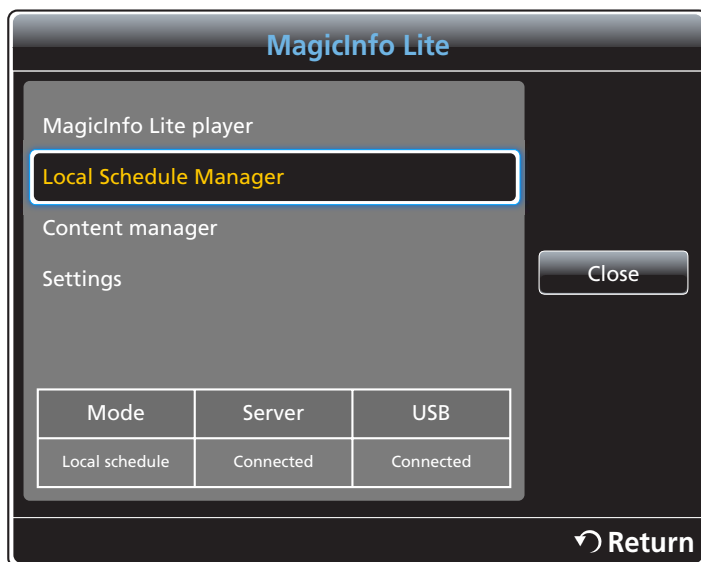 MagicInfo Lite
MagicInfo Lite player
Local Schedule Manager
Content manager
Settings
Close
Mode Server USB
Local schedule Connected Connected
Return